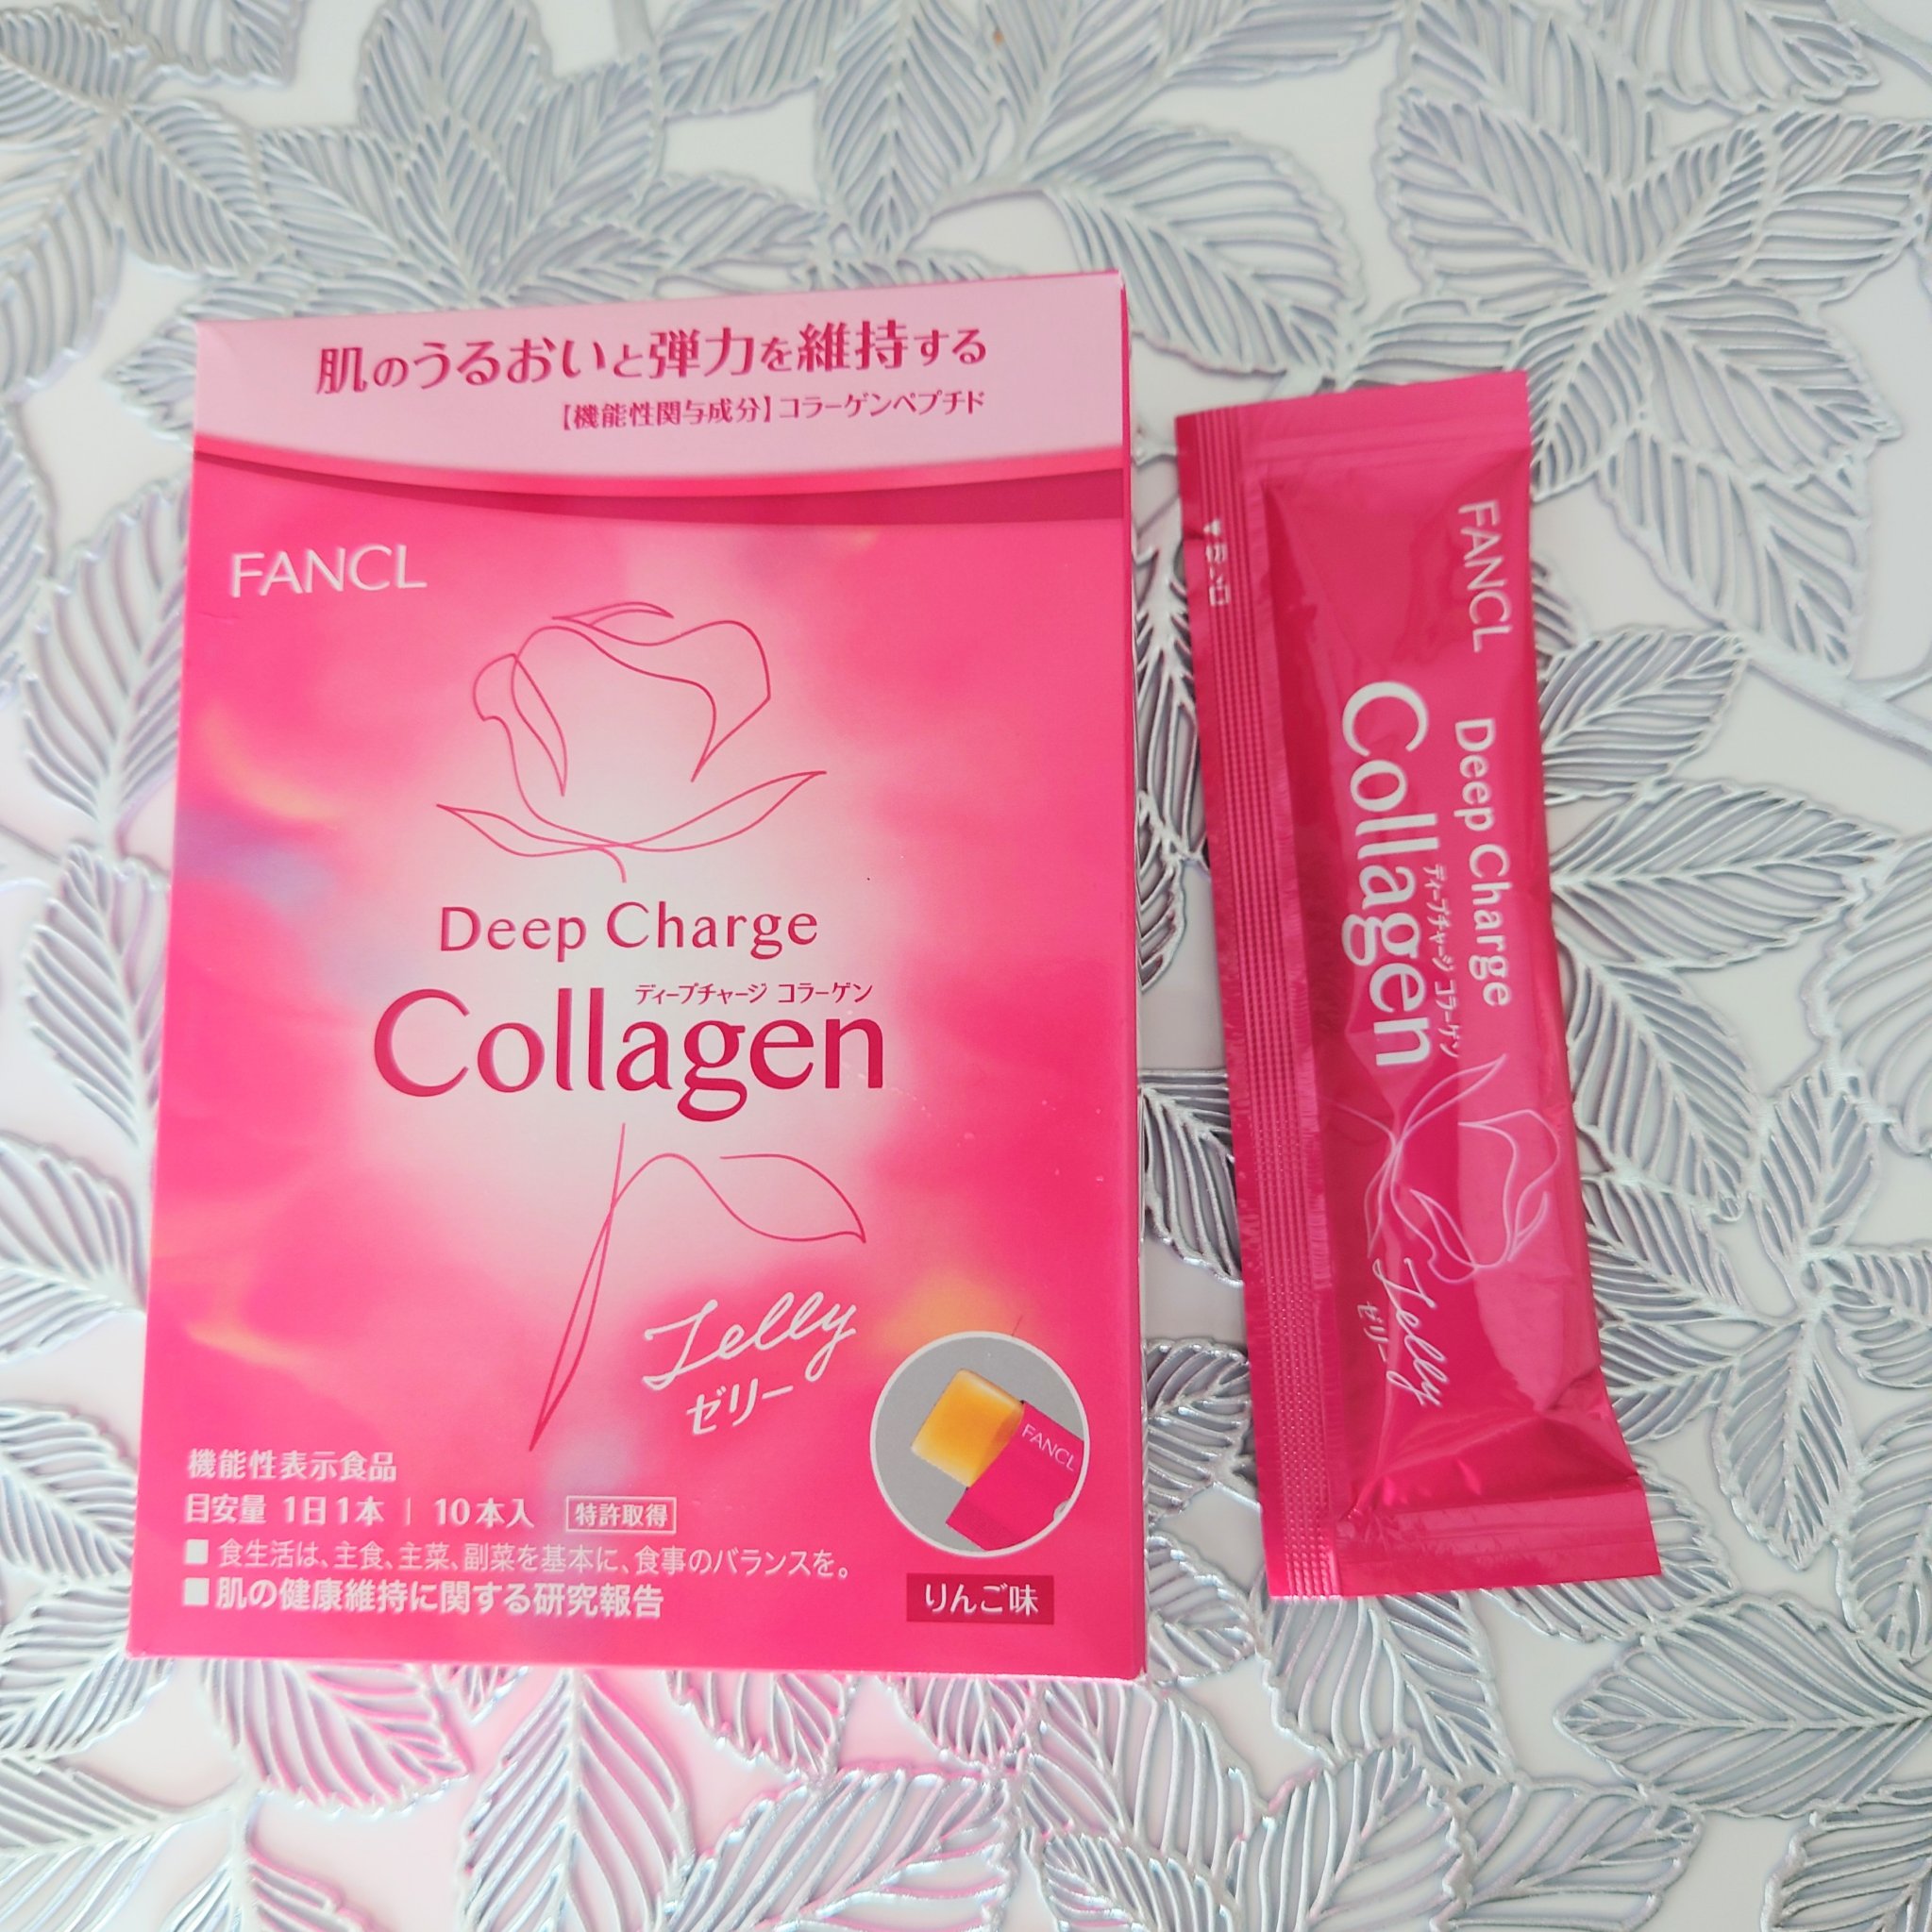 肌のうるおいと弾力を維持する
【機能性関与成分】コラーゲンペプチド
FANCL
Deep Charge
ディープチャージ コラーゲン
Collagen
Jelly
ゼリー
FANCL
機能性表示食品
目安量 1日1本 | 10本入 特許取得
■ 食生活は、主食、主菜、副菜を基本に、食事のバランスを。
■ 肌の健康維持に関する研究報告
りんご味
FANCL
Deep Charge
ディープチャージ コラーゲン
Collagen
Jelly
ゼリー